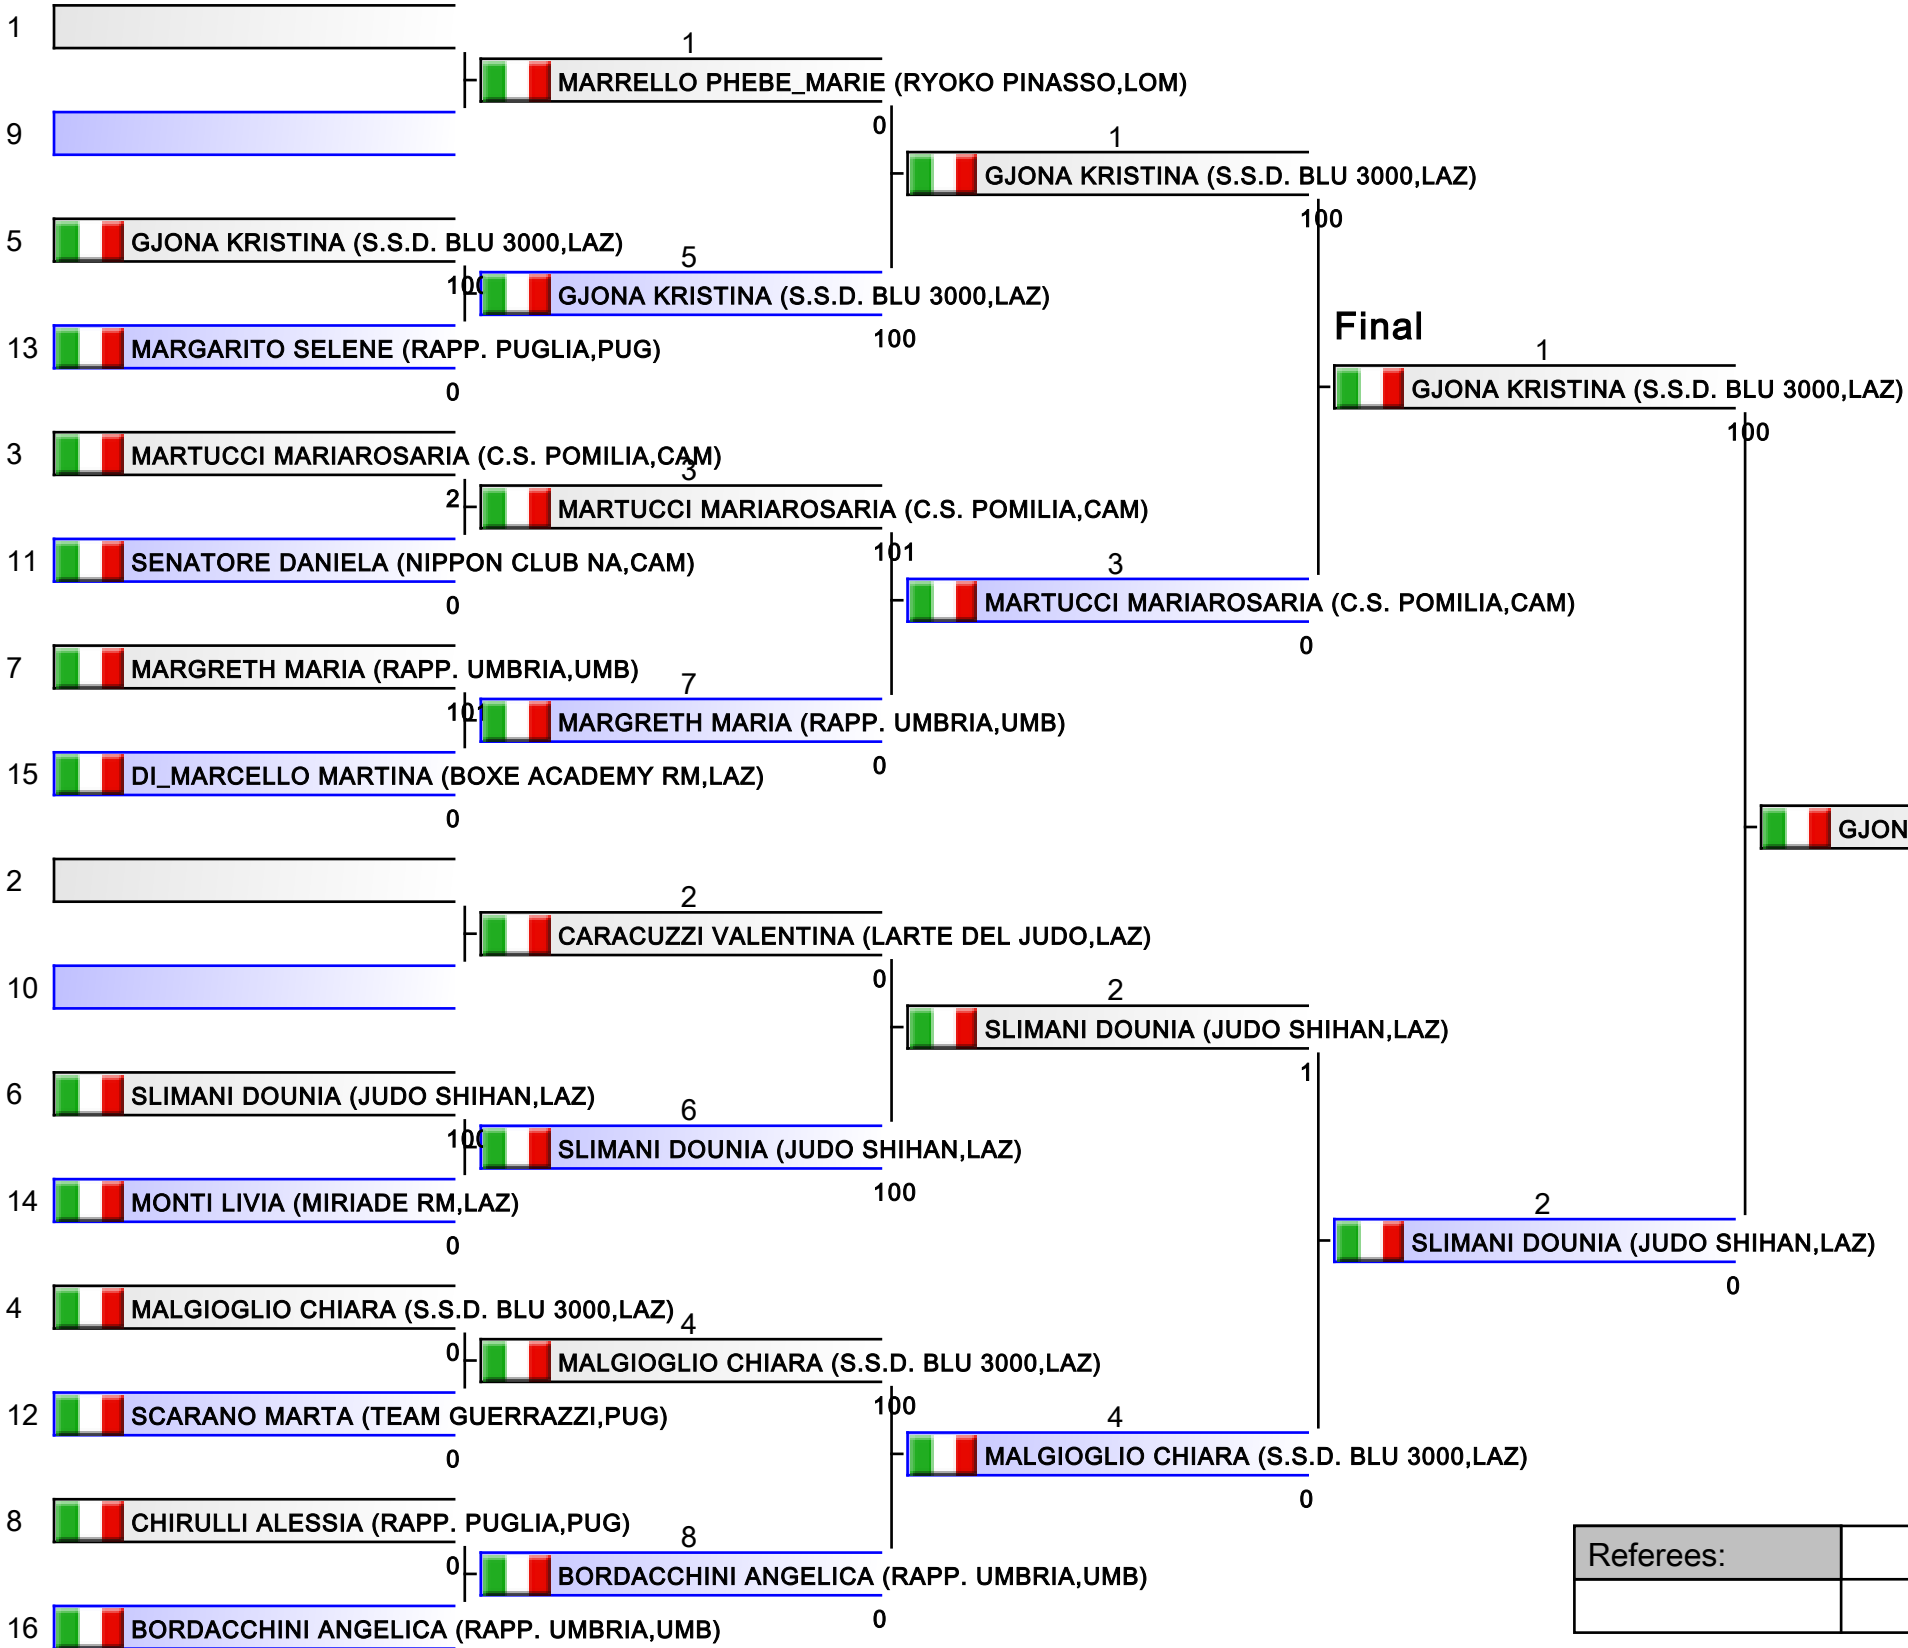 1
1
MARRELLO PHEBE_MARIE (RYOKO PINASSO,LOM)
0
9
1
GJONA KRISTINA (S.S.D. BLU 3000,LAZ)
100
5
GJONA KRISTINA (S.S.D. BLU 3000,LAZ)
100
5
GJONA KRISTINA (S.S.D. BLU 3000,LAZ)
100
13
MARGARITO SELENE (RAPP. PUGLIA,PUG)
0
Final
1
GJONA KRISTINA (S.S.D. BLU 3000,LAZ)
100
3
MARTUCCI MARIAROSARIA (C.S. POMILIA,CAM)
2
3
MARTUCCI MARIAROSARIA (C.S. POMILIA,CAM)
101
11
SENATORE DANIELA (NIPPON CLUB NA,CAM)
0
3
MARTUCCI MARIAROSARIA (C.S. POMILIA,CAM)
0
7
MARGRETH MARIA (RAPP. UMBRIA,UMB)
101
7
MARGRETH MARIA (RAPP. UMBRIA,UMB)
0
15
DI_MARCELLO MARTINA (BOXE ACADEMY RM,LAZ)
0
GJON
2
2
CARACUZZI VALENTINA (LARTE DEL JUDO,LAZ)
0
10
2
SLIMANI DOUNIA (JUDO SHIHAN,LAZ)
1
6
SLIMANI DOUNIA (JUDO SHIHAN,LAZ)
100
6
SLIMANI DOUNIA (JUDO SHIHAN,LAZ)
100
14
MONTI LIVIA (MIRIADE RM,LAZ)
0
2
SLIMANI DOUNIA (JUDO SHIHAN,LAZ)
0
4
MALGIOGLIO CHIARA (S.S.D. BLU 3000,LAZ)
0
4
MALGIOGLIO CHIARA (S.S.D. BLU 3000,LAZ)
100
12
SCARANO MARTA (TEAM GUERRAZZI,PUG)
0
4
MALGIOGLIO CHIARA (S.S.D. BLU 3000,LAZ)
0
8
CHIRULLI ALESSIA (RAPP. PUGLIA,PUG)
0
8
BORDACCHINI ANGELICA (RAPP. UMBRIA,UMB)
0
16
BORDACCHINI ANGELICA (RAPP. UMBRIA,UMB)
Referees: